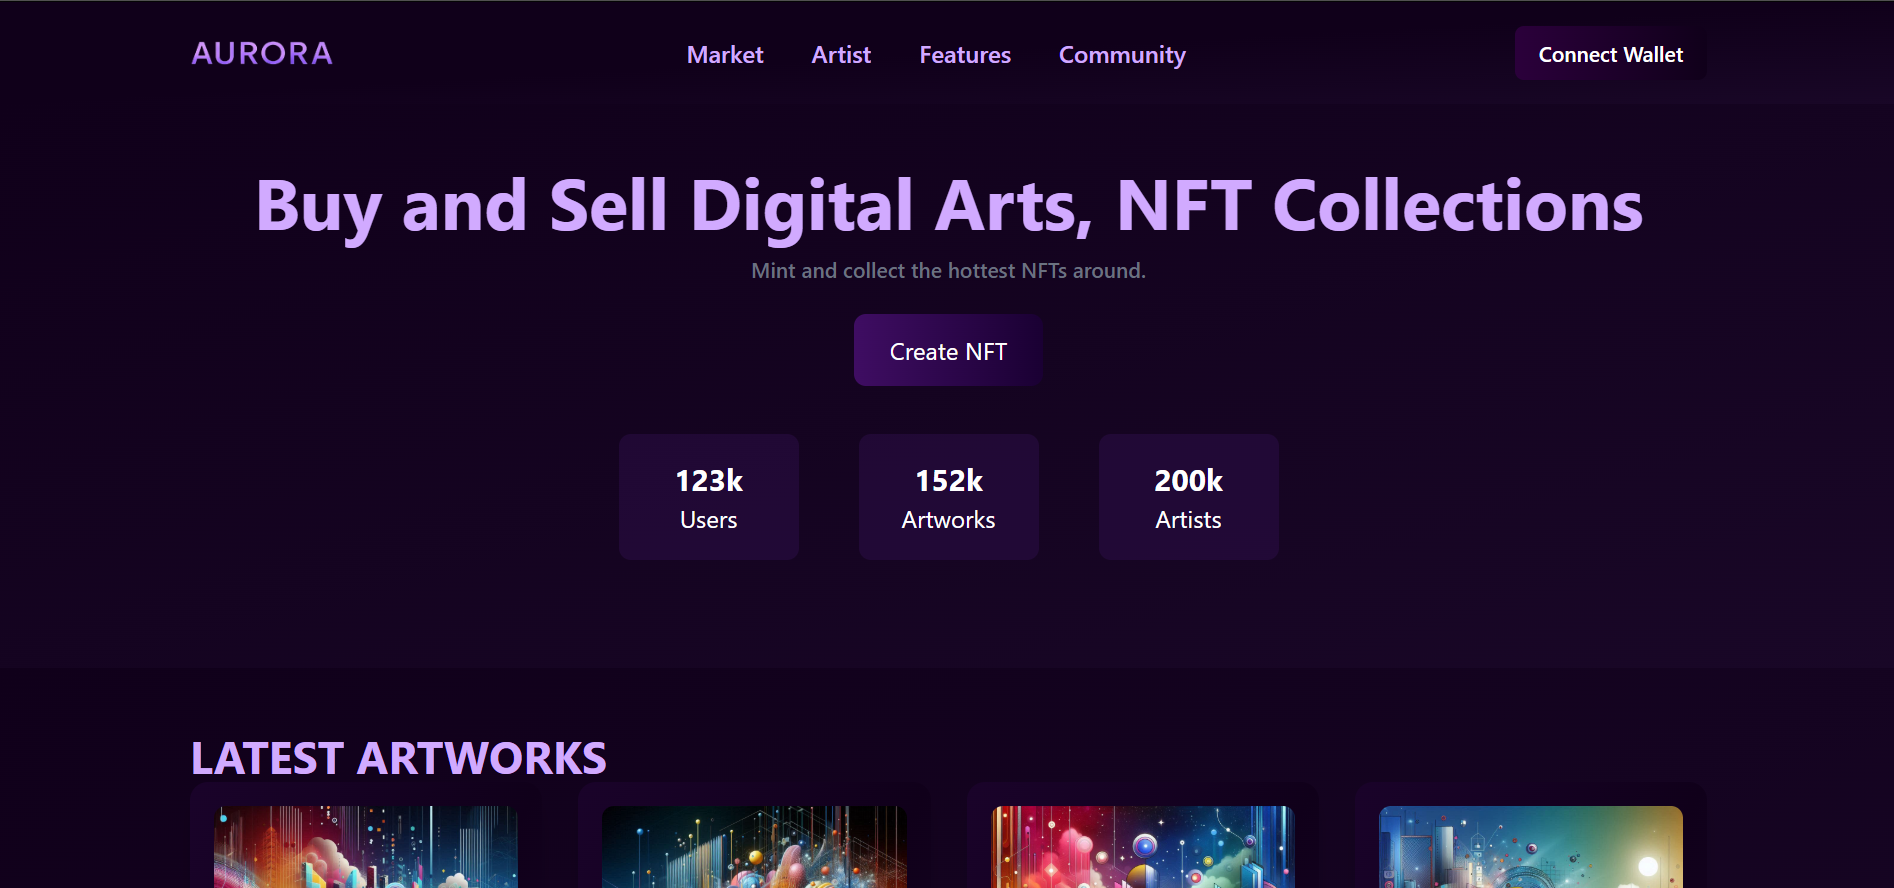 AURORA
Market
Artist
Features
Community
Connect Wallet
Buy and Sell Digital Arts, NFT Collections
Mint and collect the hottest NFTs around.
Create NFT
123k
Users
152k
Artworks
200k
Artists
LATEST ARTWORKS